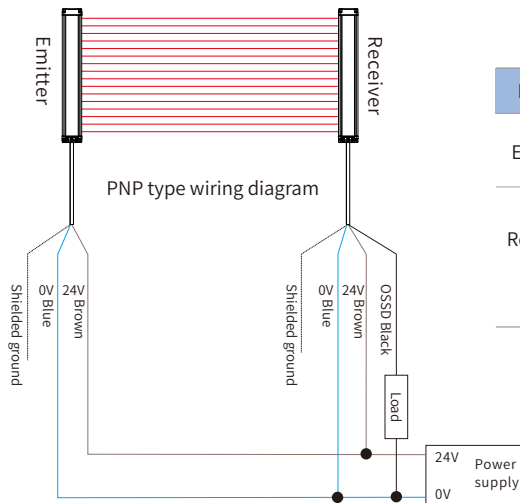 Emitter
Receiver
PNP type wiring diagram
Shielded ground
0V Blue
24V Brown
Shielded ground
0V Blue
24V Brown
OSSD Black
Load
24V
Power
supply
0V